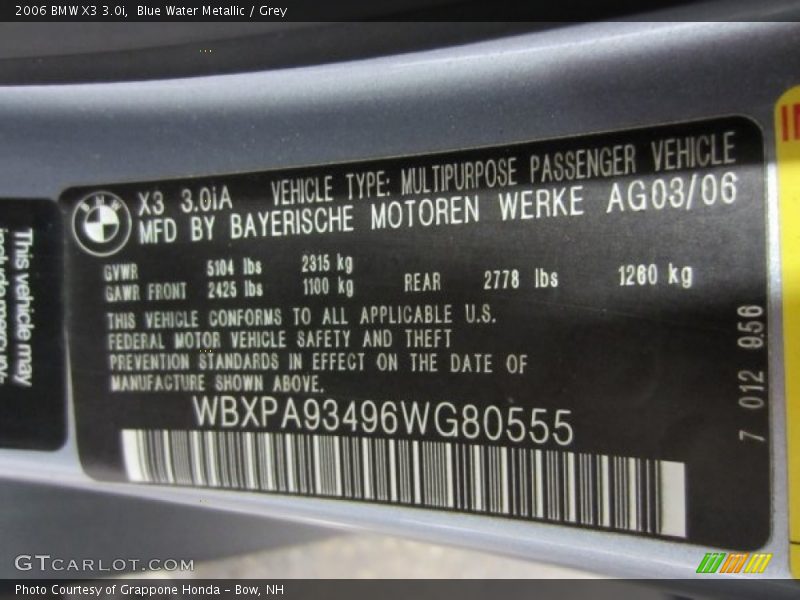 2006 BMW X3 3.0i, Blue Water Metallic / Grey
BMW
X3 3.0iA VEHICLE TYPE: MULTIPURPOSE PASSENGER VEHICLE
MFD BY BAYERISCHE MOTOREN WERKE AG 03/06
GVWR 5104 lbs 2315 kg
GAWR FRONT 2425 lbs 1100 kg REAR 2778 lbs 1260 kg
THIS VEHICLE CONFORMS TO ALL APPLICABLE U.S.
FEDERAL MOTOR VEHICLE SAFETY AND THEFT
PREVENTION STANDARDS IN EFFECT ON THE DATE OF
MANUFACTURE SHOWN ABOVE.
WBXPA93496WG80555
7 012 956
This vehicle may
GTCARLOT.COM
Photo Courtesy of Grappone Honda - Bow, NH